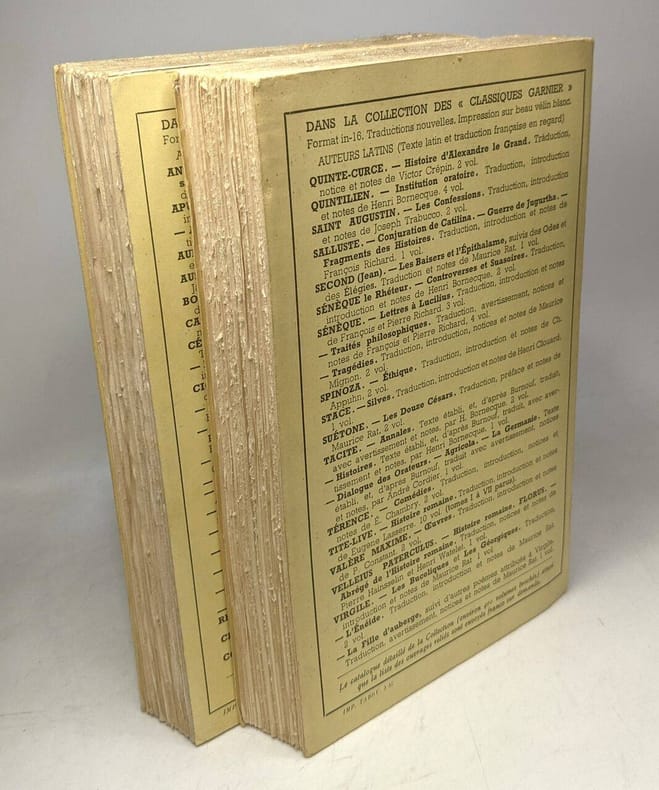 DANS LA COLLECTION DES « CLASSIQUES GARNIER »
Format in-16. Traductions nouvelles. Impression sur beau vélin blanc.
AUTEURS LATINS (Texte latin et traduction française en regard)
QUINTE-CURCE. — Histoire d'Alexandre le Grand. Traduction,
notice et notes de Victor Crépin. 2 vol.
QUINTILIEN. — Institution oratoire. Traduction, introduction
et notes de Henri Bornecque. 4 vol.
SAINT AUGUSTIN. — Les Confessions. Traduction, introduction
et notes de Joseph Trabucco. 2 vol.
SALLUSTE. — Conjuration de Catilina. — Guerre de Jugurtha. —
Fragments des Histoires. Traduction, introduction et notes de
François Richard. 1 vol.
SECOND (Jean). — Les Baisers et l'Épithalame, suivis des Odes et
des Élégies. Traduction et notes de Maurice Rat. 1 vol.
SÉNÈQUE le Rhéteur. — Controverses et Suasoires. Traduction,
introduction et notes de Henri Bornecque. 2 vol.
SÉNÈQUE. — Lettres à Lucilius. Traduction, introduction et notes
de François et Pierre Richard. 3 vol.
— Traités philosophiques. Traduction, avertissement, notices et
notes de François et Pierre Richard. 4 vol.
— Tragédies. Traduction, introduction, notices et notes de Maurice
Mignon. 2 vol.
SPINOZA. — Éthique. Traduction, introduction et notes de Ch.
Appuhn, 2 vol.
STACE. — Silves. Traduction, introduction et notes de Henri Clouard.
1 vol.
SUÉTONE. — Les Douze Césars. Traduction, préface et notes de
Maurice Rat. 2 vol.
TACITE. — Annales. Texte établi et, d'après Burnouf, traduit,
avec avertissement et notes, par H. Bornecque. 2 vol.
— Histoires. Texte établi, et, d'après Burnouf, traduit, avec aver-
tissement et notes, par Henri Bornecque. 1 vol.
— Dialogue des Orateurs. — Agricola. — La Germanie. Texte
établi, et, d'après Burnouf, traduit avec avertissement, notices
et notes, par André Cordier. 1 vol.
TÉRENCE. — Comédies. Traduction, introduction, notices et
notes de E. Chambry. 2 vol.
TITE-LIVE. — Histoire romaine. Traduction, introduction et notes
de Eugène Lasserre. 10 vol. (tomes I à VII parus).
VALÈRE MAXIME. — Œuvres. Traduction, introduction et notes
de P. Constant. 2 vol.
VELLEIUS PATERCULUS. — Histoire romaine. FLORUS. —
Abrégé de l'Histoire romaine. Traduction, notices et notes de
Pierre Hainsselin et Henri Watelet. 1 vol.
VIRGILE. — Les Bucoliques et Les Géorgiques. Traduction,
introduction et notes de Maurice Rat. 1 vol.
— L'Énéide. Traduction, introduction et notes de Maurice Rat.
2 vol.
— La Fille d'auberge, suivi d'autres poèmes attribués à Virgile.
Traduction, avertissement, notices et notes de Maurice Rat. 1 vol.
Le catalogue détaillé de la Collection (environ 400 volumes brochés) ainsi
que la liste des ouvrages reliés sont envoyés franco sur demande.
IMP.